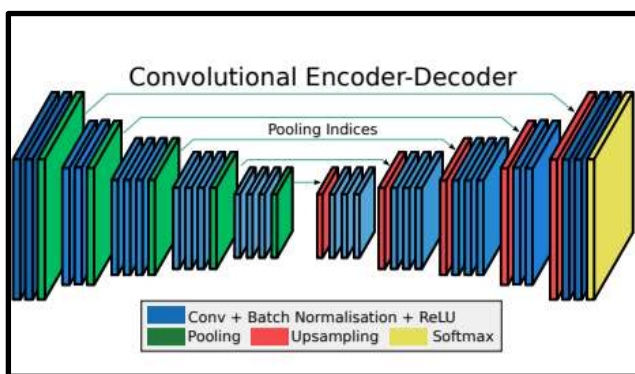 Convolutional Encoder-Decoder
Pooling Indices
Conv + Batch Normalisation + ReLU
Pooling Upsampling Softmax